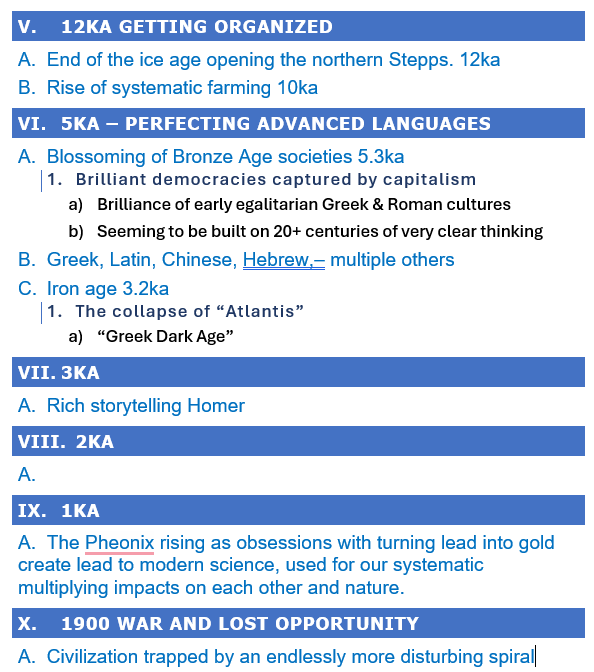 V. 12KA GETTING ORGANIZED
A. End of the ice age opening the northern Stepps. 12ka
B. Rise of systematic farming 10ka
VI. 5KA – PERFECTING ADVANCED LANGUAGES
A. Blossoming of Bronze Age societies 5.3ka
1. Brilliant democracies captured by capitalism
a) Brilliance of early egalitarian Greek & Roman cultures
b) Seeming to be built on 20+ centuries of very clear thinking
B. Greek, Latin, Chinese, Hebrew,– multiple others
C. Iron age 3.2ka
1. The collapse of “Atlantis”
a) “Greek Dark Age”
VII. 3KA
A. Rich storytelling Homer
VIII. 2KA
A.
IX. 1KA
A. The Pheonix rising as obsessions with turning lead into gold
create lead to modern science, used for our systematic
multiplying impacts on each other and nature.
X. 1900 WAR AND LOST OPPORTUNITY
A. Civilization trapped by an endlessly more disturbing spiral